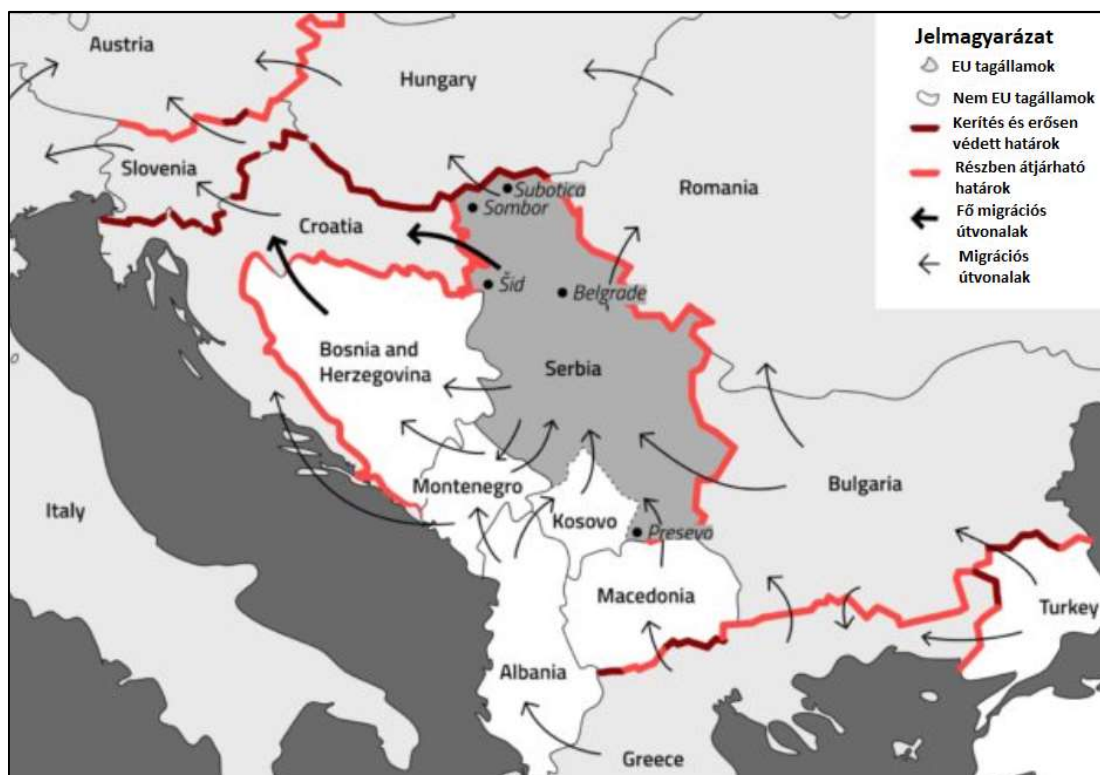 Austria
Hungary
Slovenia
Croatia
Romania
Subotica
Sombor
Šid
Belgrade
Bosnia and
Herzegovina
Serbia
Montenegro
Kosovo
Preševo
Bulgaria
Italy
Macedonia
Albania
Turkey
Greece
Jelmagyarázat
EU tagállamok
Nem EU tagállamok
Kerítés és erősen
védett határok
Részben átjárható
határok
Fő migrációs
útvonalak
Migrációs
útvonalak